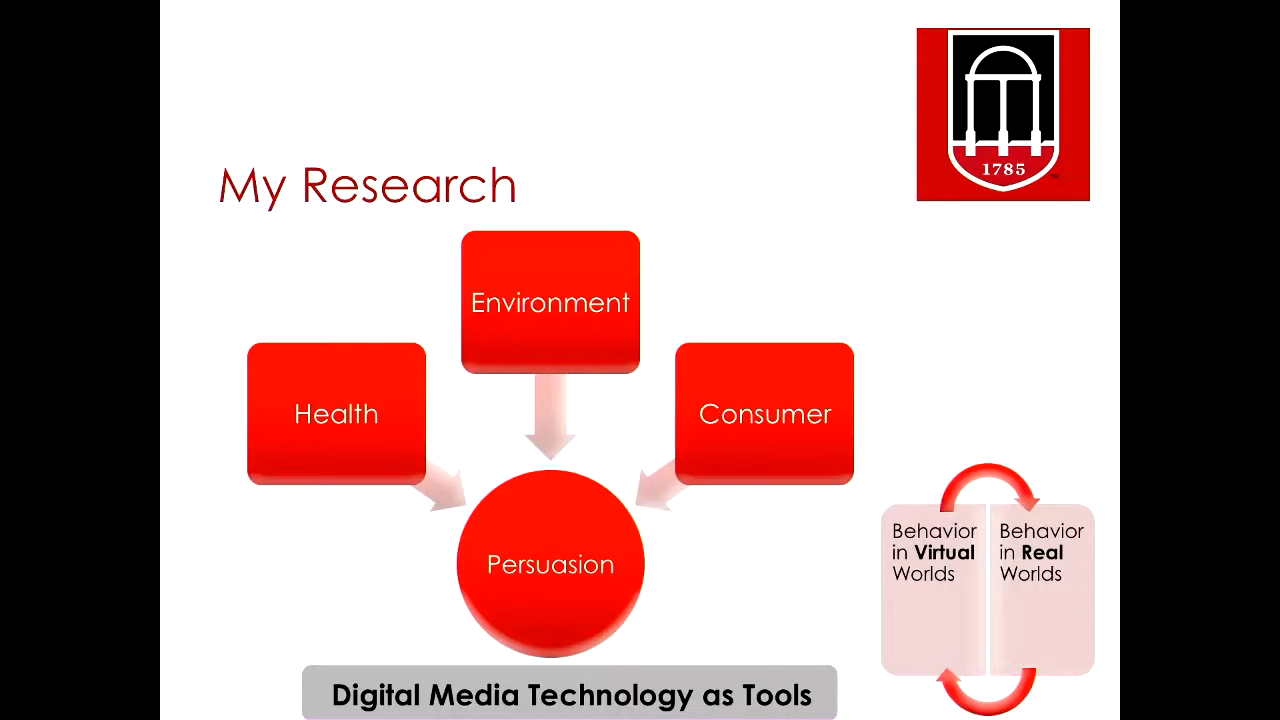 1785
My Research
Environment
Health
Consumer
Persuasion
Behavior
in Virtual
Worlds
Behavior
in Real
Worlds
Digital Media Technology as Tools